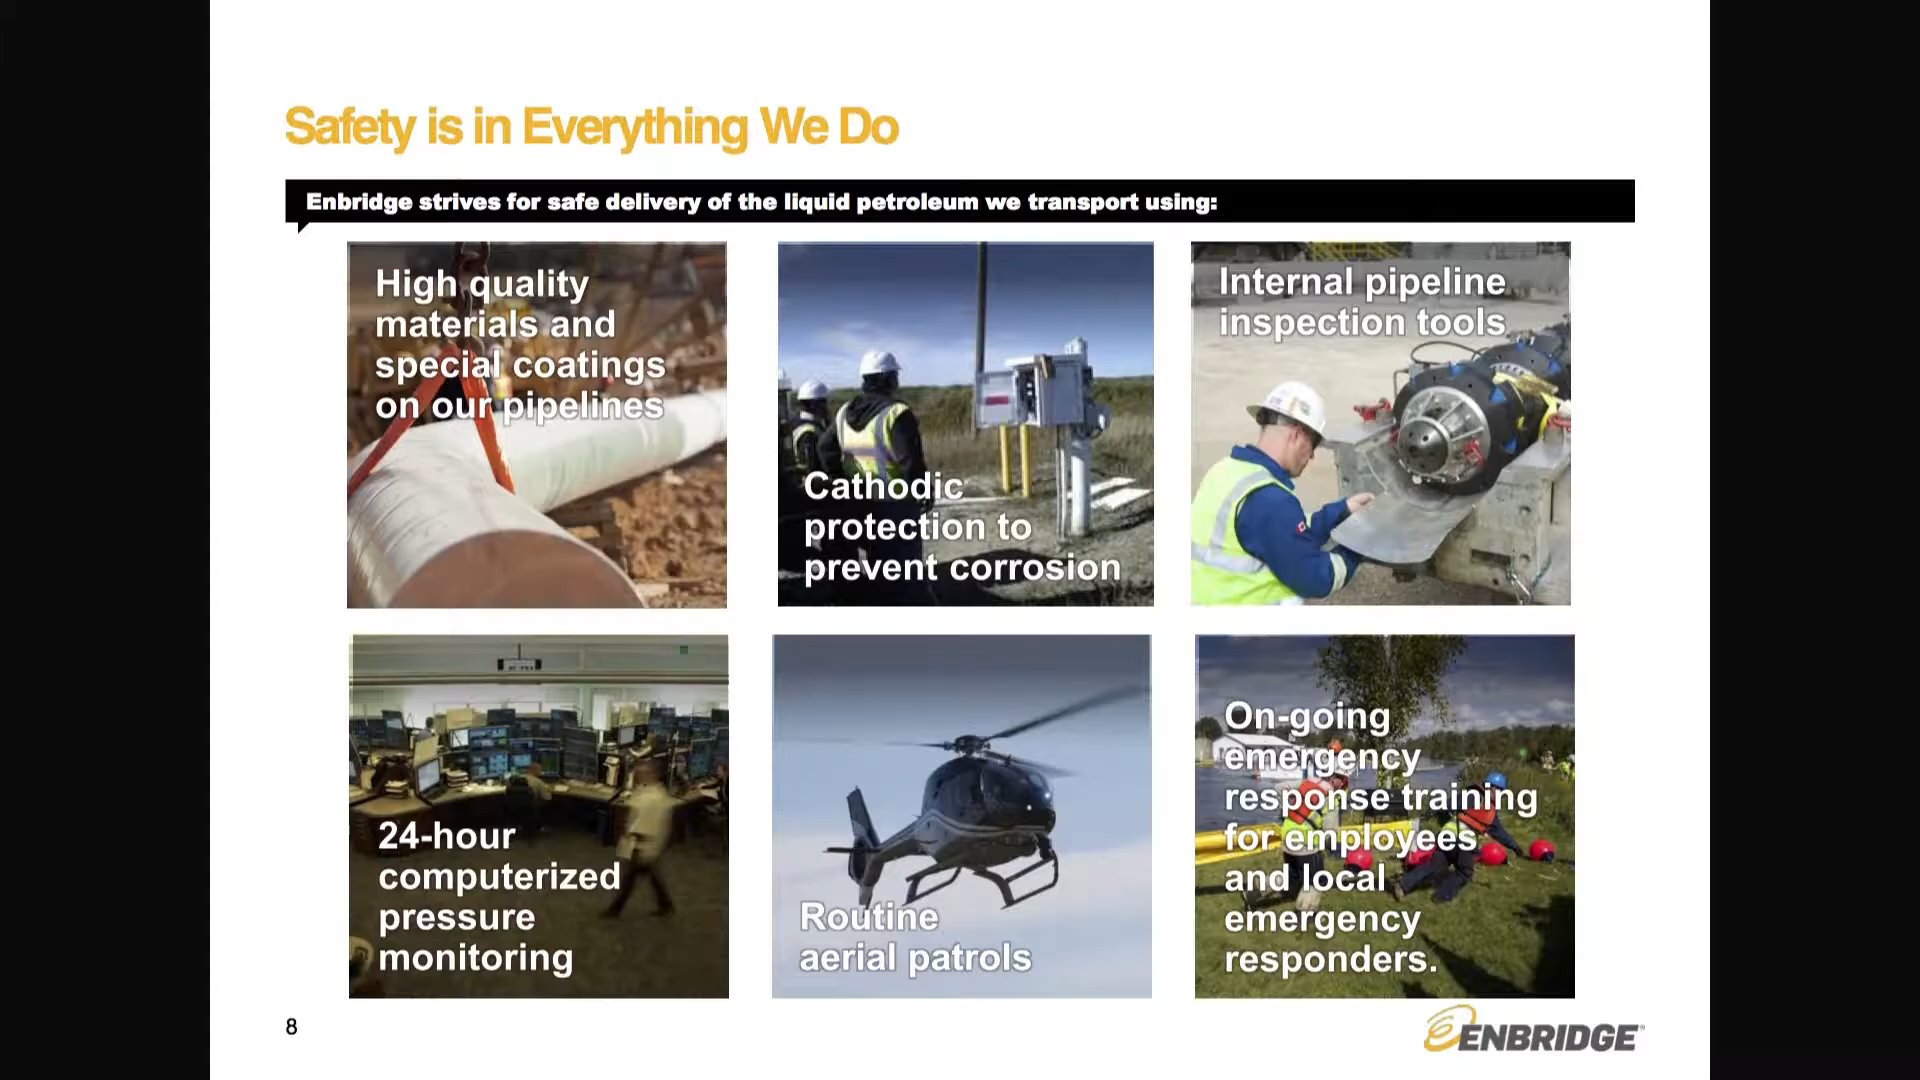 Safety is in Everything We Do
Enbridge strives for safe delivery of the liquid petroleum we transport using:
High quality
materials and
special coatings
on our pipelines
Cathodic
protection to
prevent corrosion
Internal pipeline
inspection tools
24-hour
computerized
pressure
monitoring
Routine
aerial patrols
On-going
emergency
response training
for employees
and local
emergency
responders.
8
ENBRIDGE